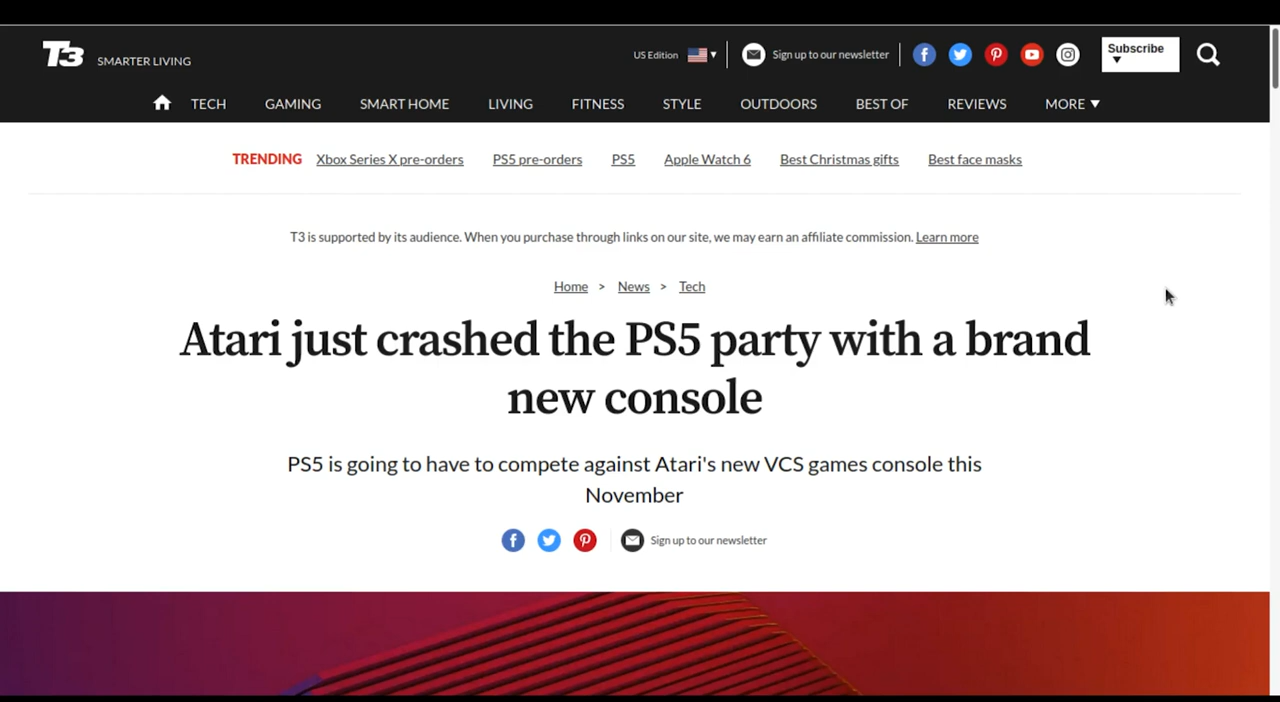 T3 SMARTER LIVING
US Edition
Sign up to our newsletter
Subscribe
TECH GAMING SMART HOME LIVING FITNESS STYLE OUTDOORS BEST OF REVIEWS MORE
TRENDING Xbox Series X pre-orders PS5 pre-orders PS5 Apple Watch 6 Best Christmas gifts Best face masks
T3 is supported by its audience. When you purchase through links on our site, we may earn an affiliate commission. Learn more
Home > News > Tech
Atari just crashed the PS5 party with a brand
new console
PS5 is going to have to compete against Atari's new VCS games console this
November
Sign up to our newsletter